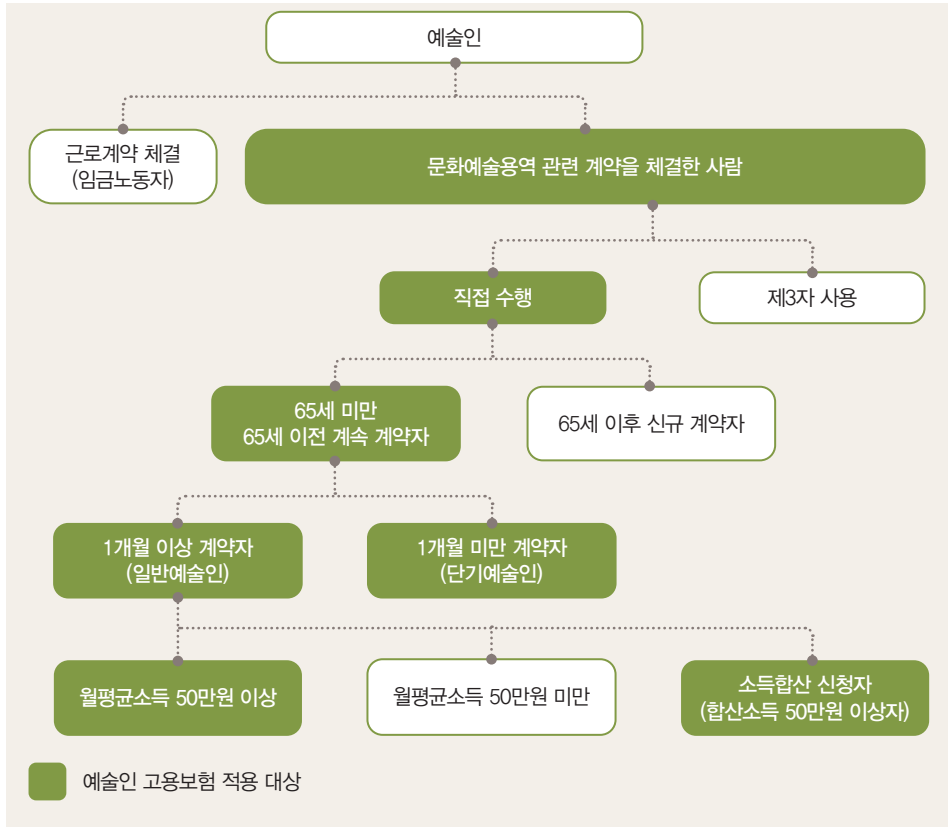 예술인
근로계약 체결
(임금노동자)
문화예술용역 관련 계약을 체결한 사람
직접 수행
제3자 사용
65세 미만
65세 이전 계속 계약자
65세 이후 신규 계약자
1개월 이상 계약자
(일반예술인)
1개월 미만 계약자
(단기예술인)
월평균소득 50만원 이상
월평균소득 50만원 미만
소득합산 신청자
(합산소득 50만원 이상자)
예술인 고용보험 적용 대상